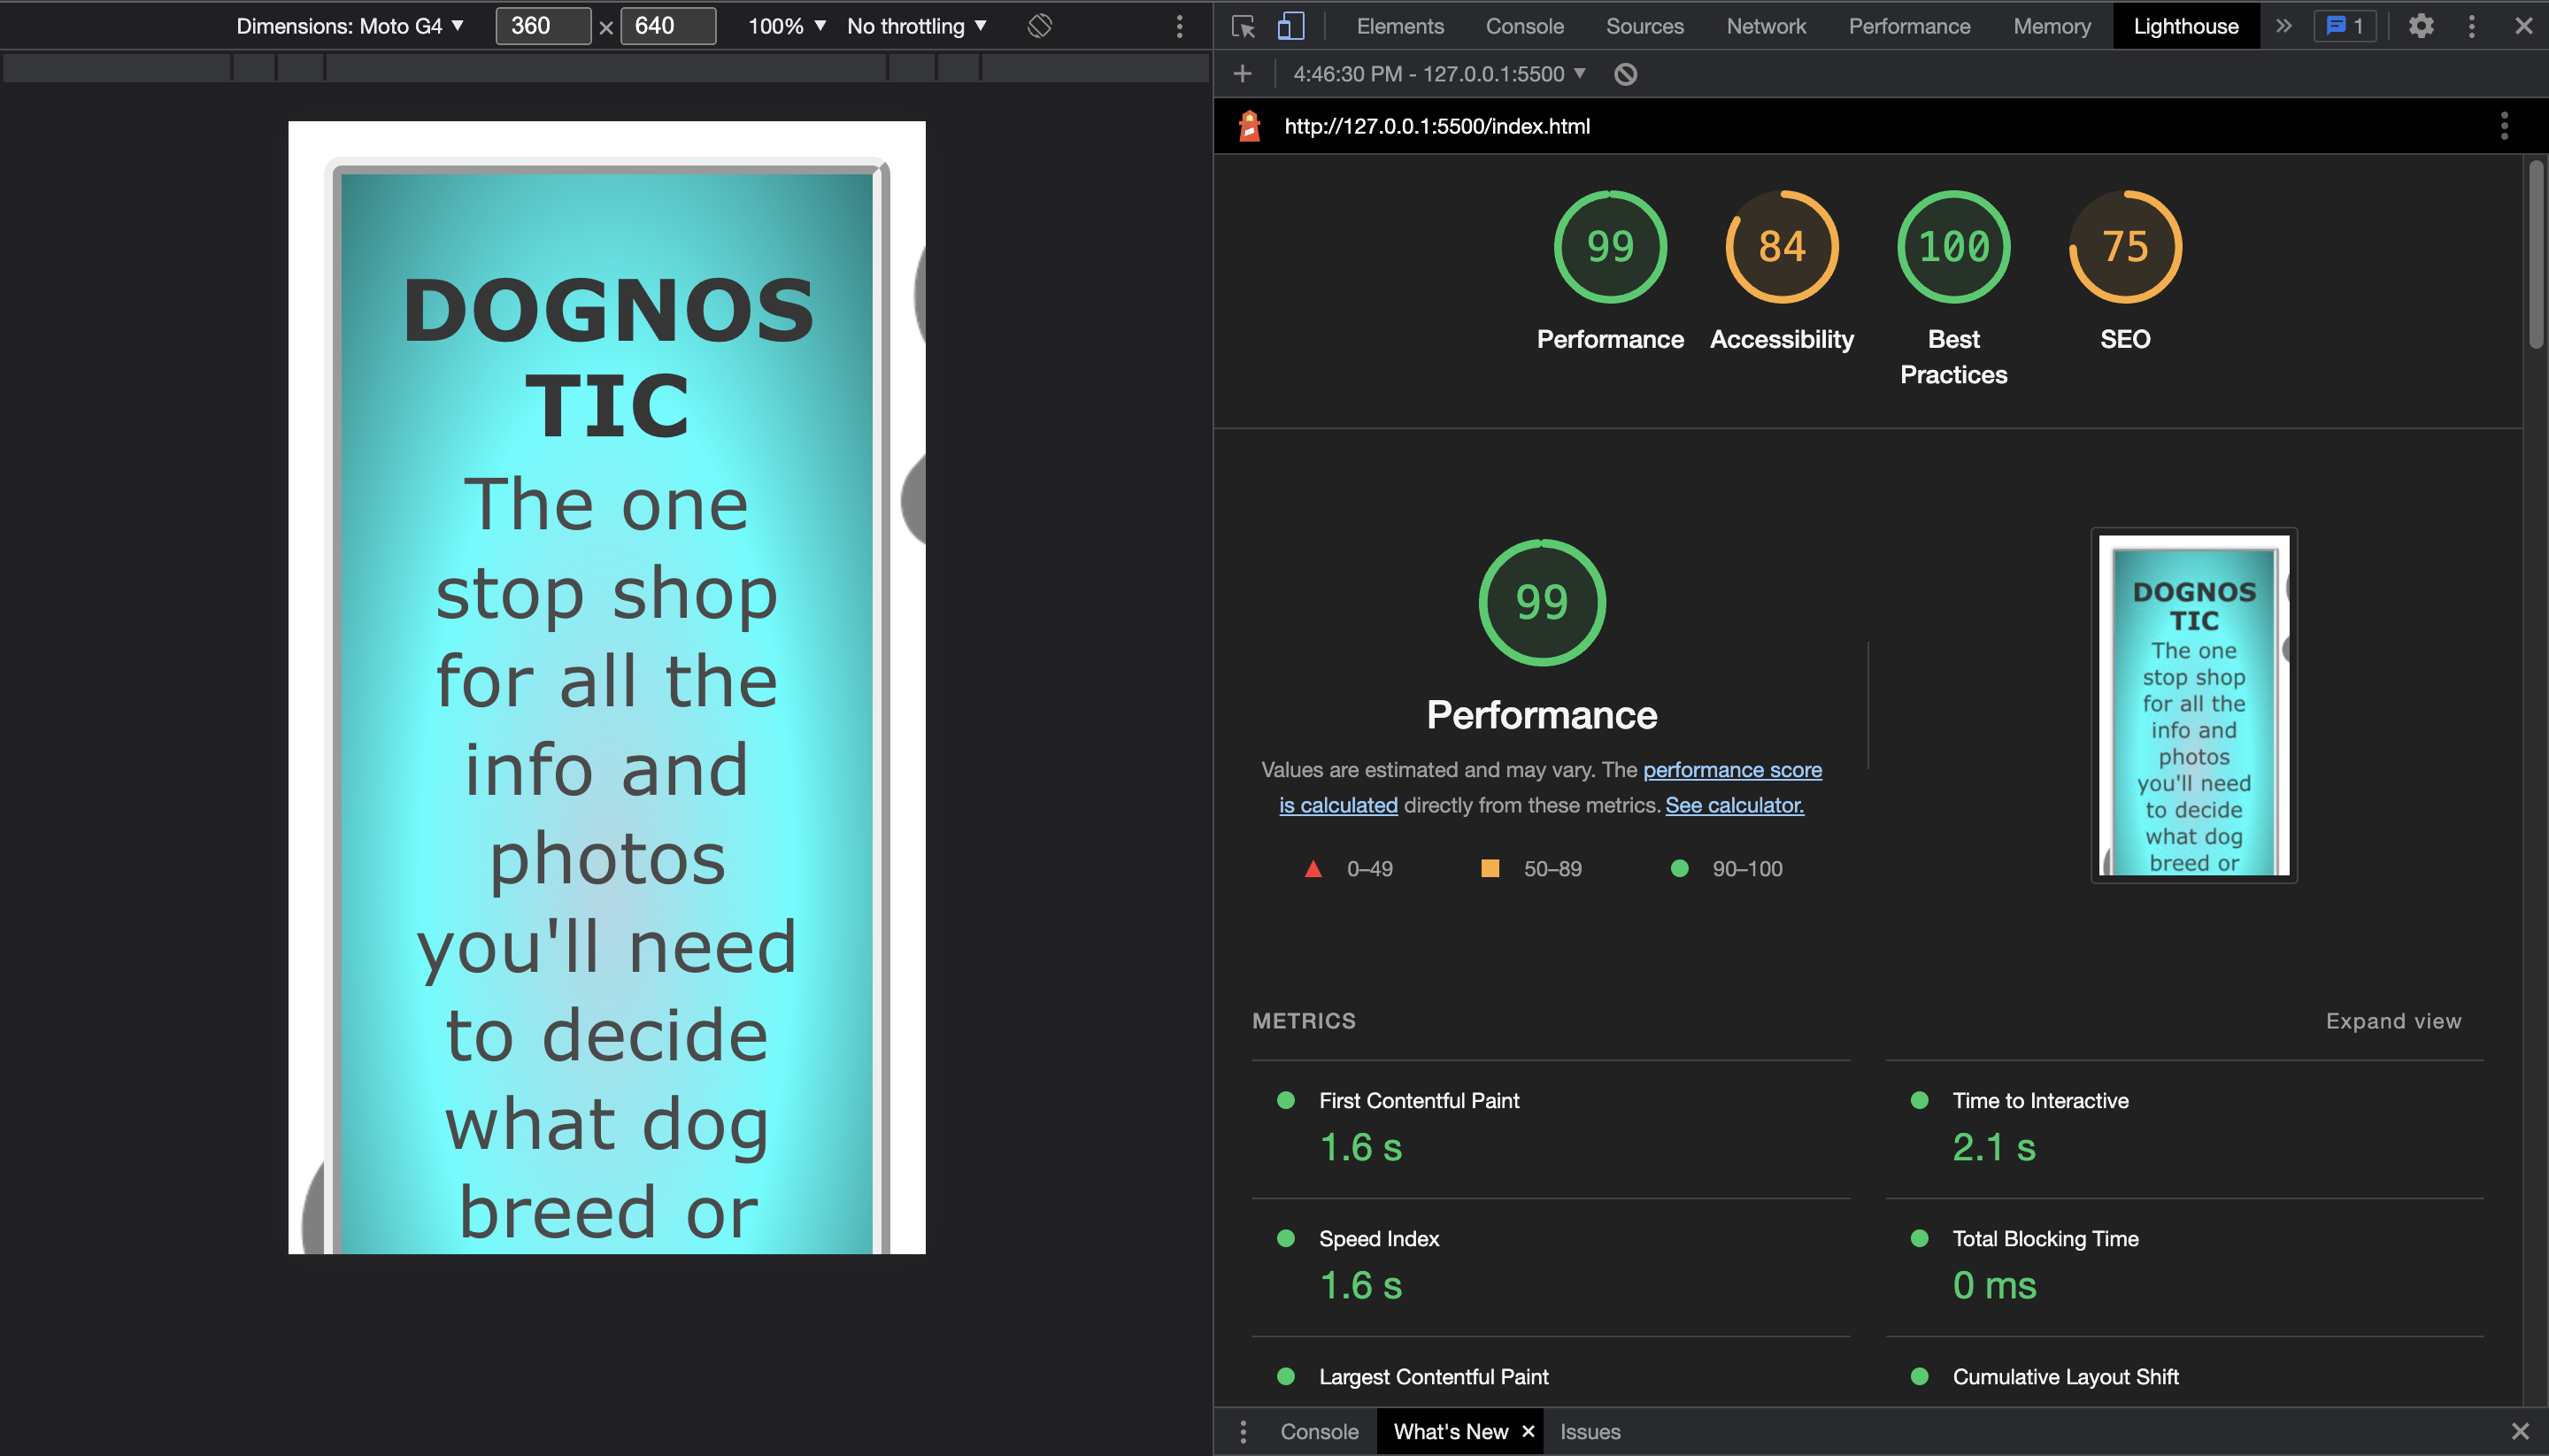 Dimensions: Moto G4 ▼ 360 × 640 100% ▼ No throttling ▼
DOGNOS
TIC
The one
stop shop
for all the
info and
photos
you'll need
to decide
what dog
breed or
Elements Console Sources Network Performance Memory Lighthouse » 1
+ 4:46:30 PM - 127.0.0.1:5500 ▼
http://127.0.0.1:5500/index.html
99 84 100 75
Performance Accessibility Best SEO
Practices
99
Performance
Values are estimated and may vary. The performance score
is calculated directly from these metrics. See calculator.
0–49 50–89 90–100
DOGNOS
TIC
The one
stop shop
for all the
info and
photos
you'll need
to decide
what dog
breed or
METRICS Expand view
First Contentful Paint Time to Interactive
1.6 s 2.1 s
Speed Index Total Blocking Time
1.6 s 0 ms
Largest Contentful Paint Cumulative Layout Shift
Console What's New × Issues